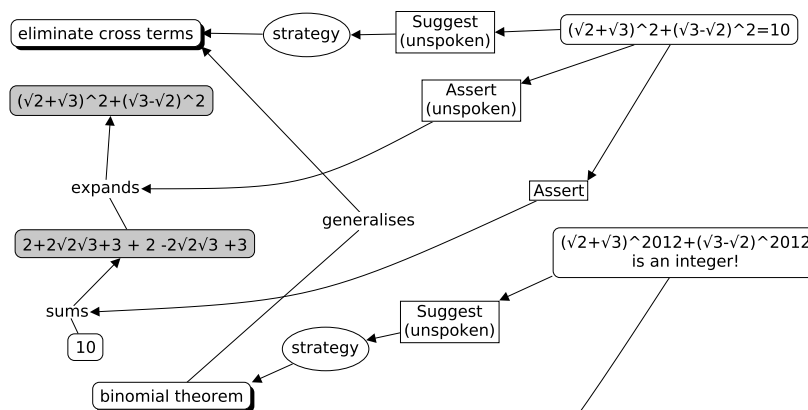 eliminate cross terms
strategy
Suggest
(unspoken)
(√2+√3)^2+(√3-√2)^2=10
(√2+√3)^2+(√3-√2)^2
Assert
(unspoken)
expands
Assert
generalises
2+2√2√3+3 + 2 -2√2√3 +3
(√2+√3)^2012+(√3-√2)^2012
is an integer!
sums
Suggest
(unspoken)
10
strategy
binomial theorem